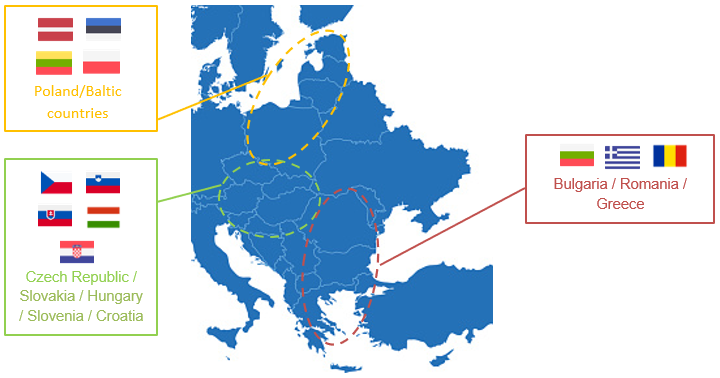 Poland/Baltic
countries
Czech Republic /
Slovakia / Hungary
/ Slovenia / Croatia
Bulgaria / Romania /
Greece